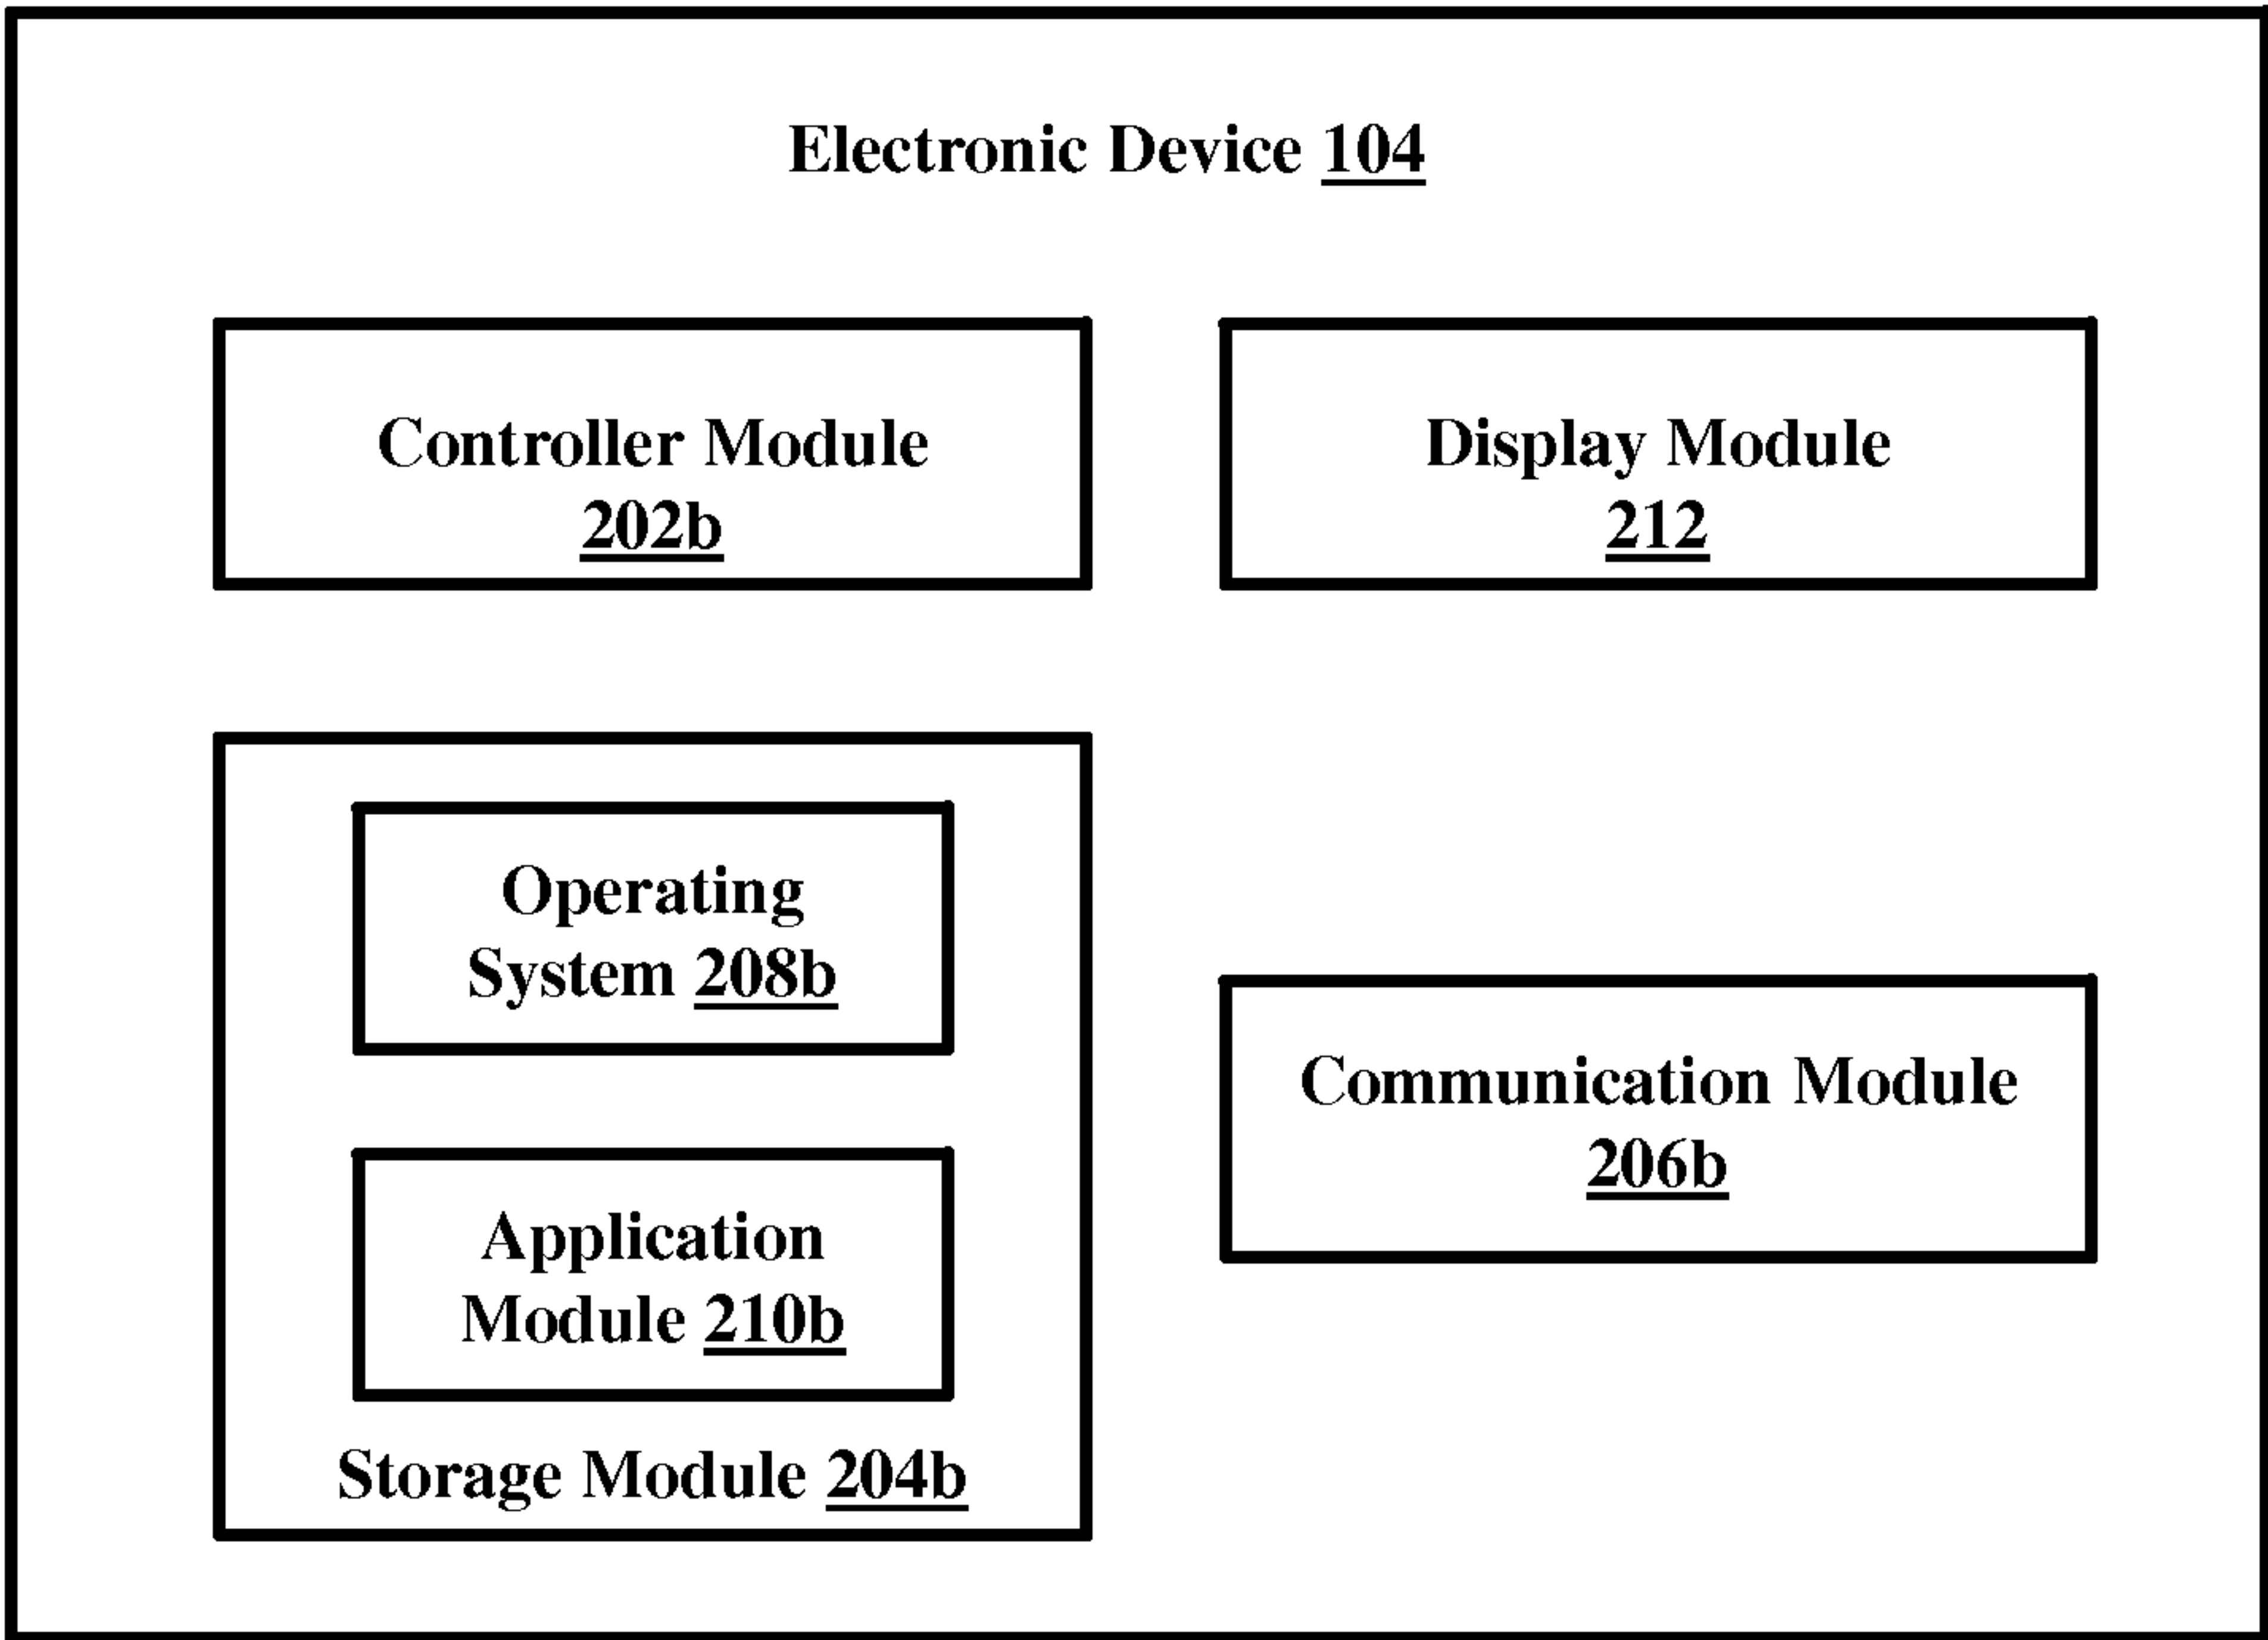 Electronic Device 104
Controller Module
202b
Display Module
212
Operating
System 208b
Application
Module 210b
Storage Module 204b
Communication Module
206b